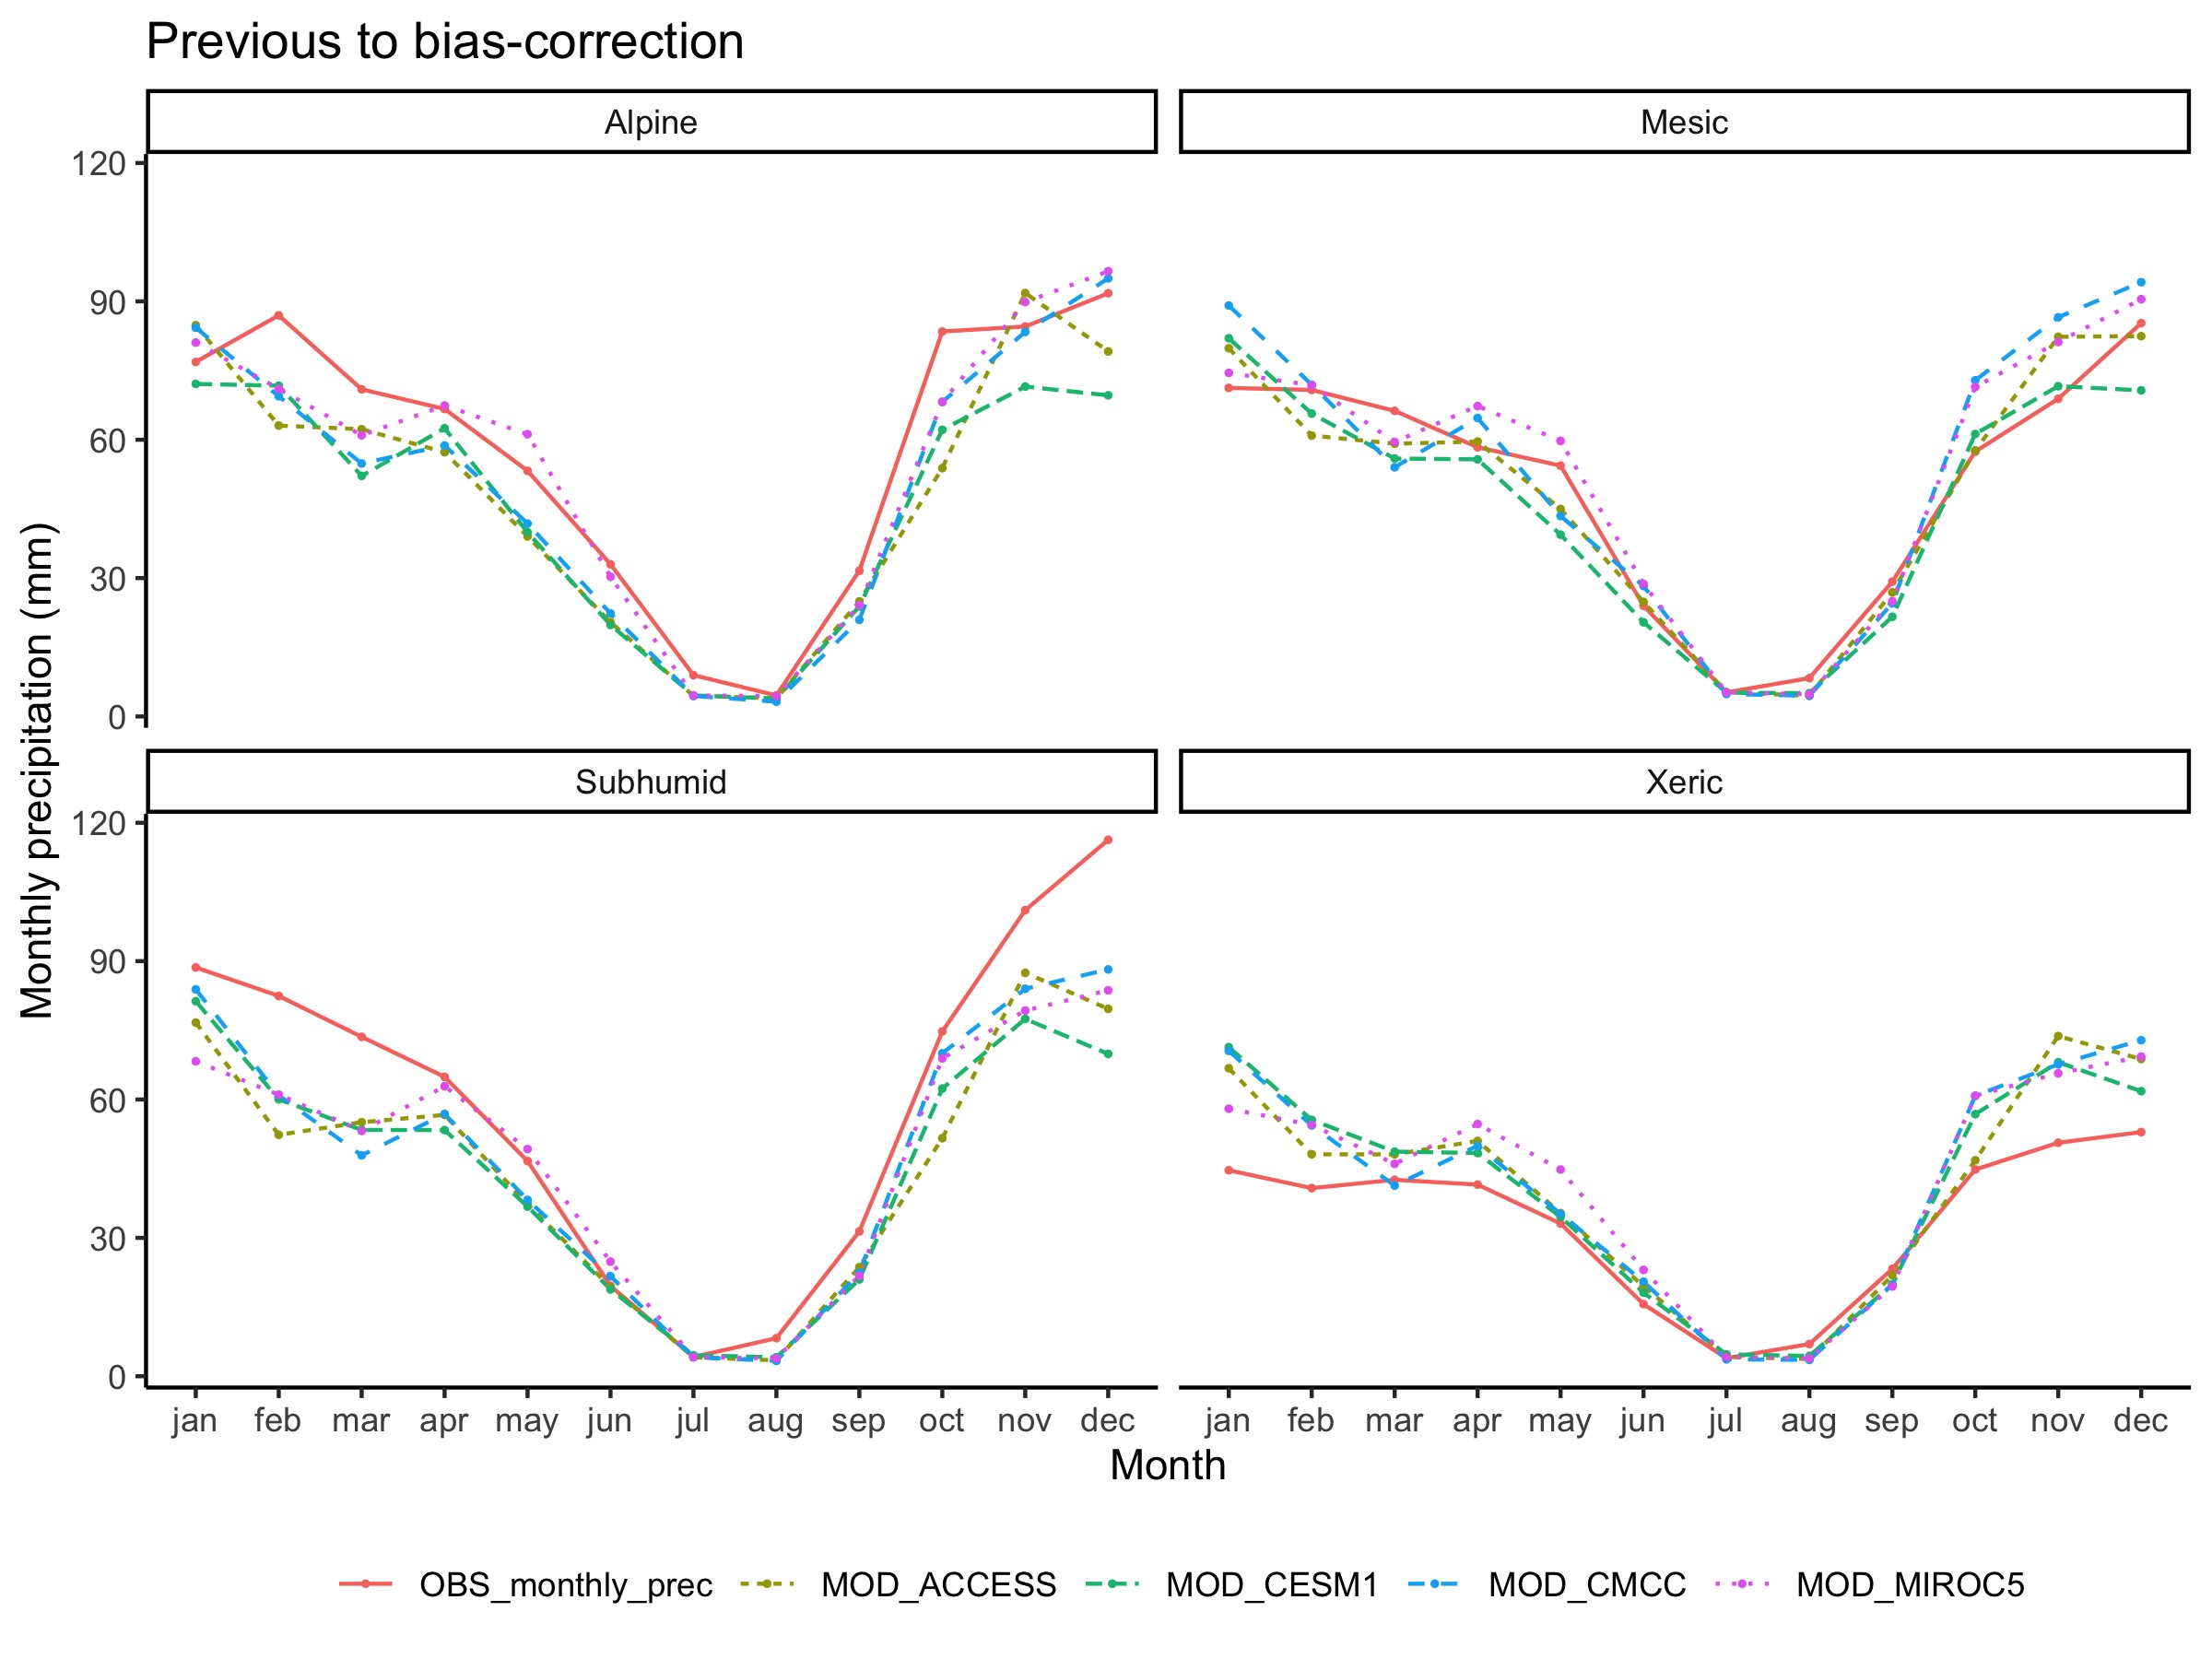 Previous to bias-correction
Alpine
Mesic
120
90
60
30
0
Subhumid
Xeric
120
90
60
30
0
Monthly precipitation (mm)
jan feb mar apr may jun jul aug sep oct nov dec
jan feb mar apr may jun jul aug sep oct nov dec
Month
OBS_monthly_prec MOD_ACCESS MOD_CESM1 MOD_CMCC MOD_MIROC5